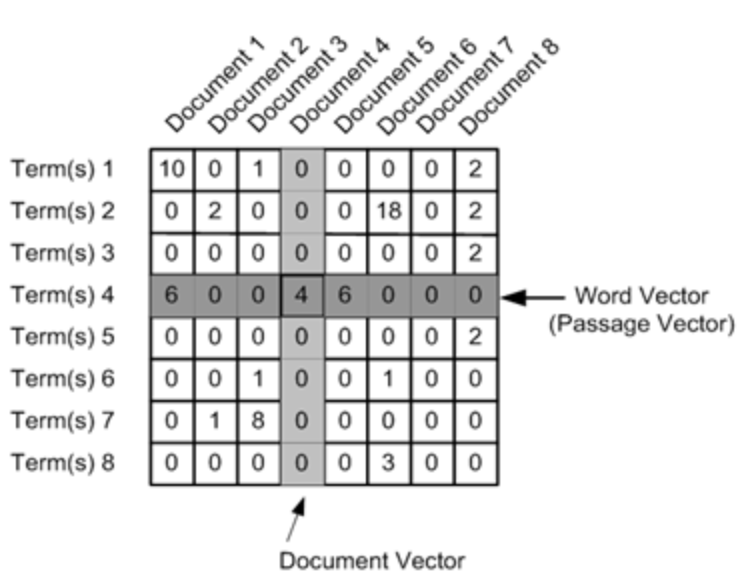 Document 1
Document 2
Document 3
Document 4
Document 5
Document 6
Document 7
Document 8
Term(s) 1 10 0 1 0 0 0 0 2
Term(s) 2 0 2 0 0 0 18 0 2
Term(s) 3 0 0 0 0 0 0 0 2
Term(s) 4 6 0 0 4 6 0 0 0
Word Vector
(Passage Vector)
Term(s) 5 0 0 0 0 0 0 0 2
Term(s) 6 0 0 1 0 0 1 0 0
Term(s) 7 0 1 8 0 0 0 0 0
Term(s) 8 0 0 0 0 0 3 0 0
Document Vector